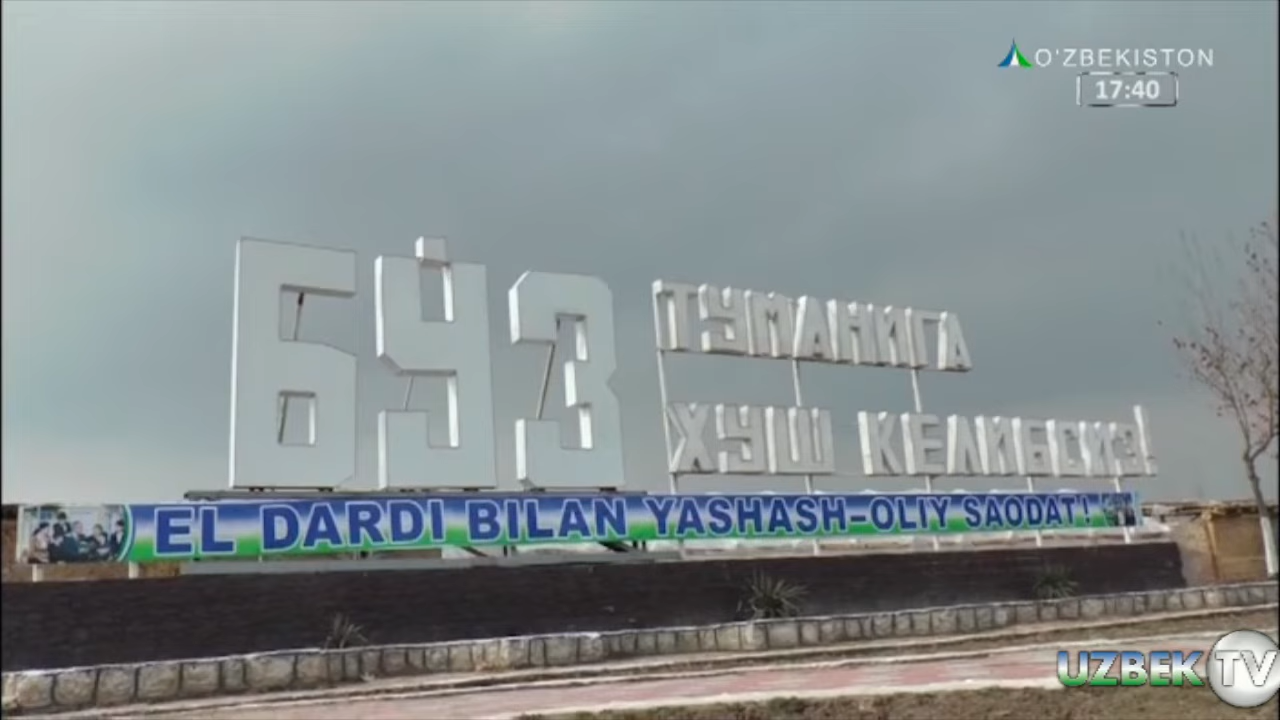 O'ZBEKISTON
17:40
БЎЗ
ТУМАНИГА
ХУШ КЕЛИБСИЗ!
EL DARDI BILAN YASHASH-OLIY SAODAT!
UZBEK TV